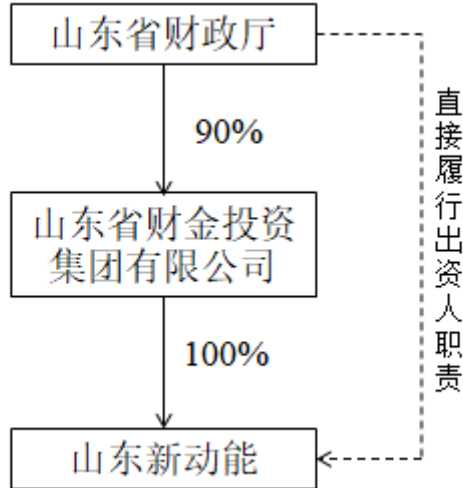 山东省财政厅
90%
山东省财金投资
集团有限公司
100%
山东新动能
直接履行出资人职责